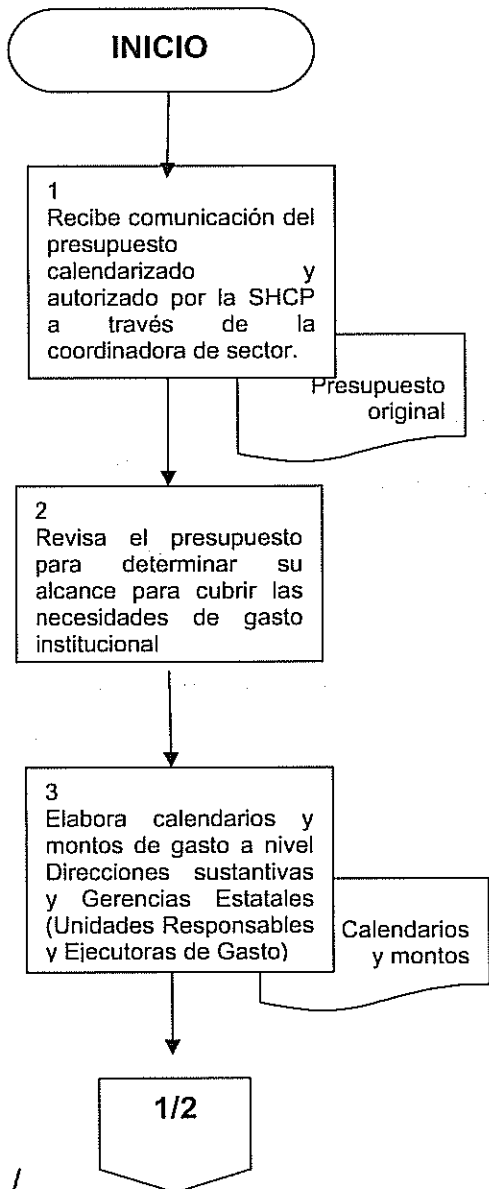 INICIO
1
Recibe comunicación del
presupuesto
calendarizado y
autorizado por la SHCP
a través de la
coordinadora de sector.
Presupuesto
original
2
Revisa el presupuesto
para determinar su
alcance para cubrir las
necesidades de gasto
institucional
3
Elabora calendarios y
montos de gasto a nivel
Direcciones sustantivas
y Gerencias Estatales
(Unidades Responsables
y Ejecutoras de Gasto)
Calendarios
y montos
1/2
/